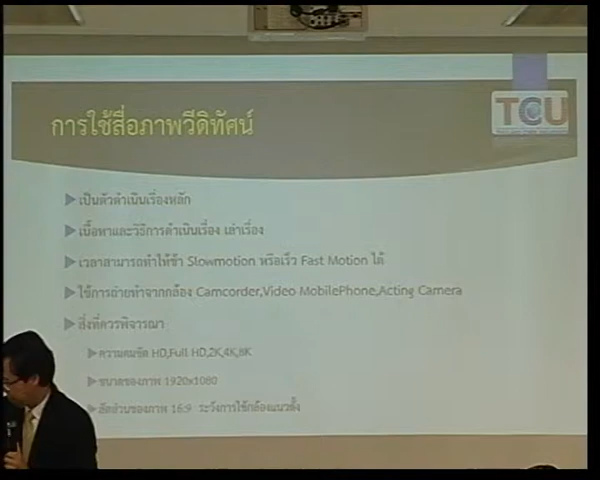 การใช้สื่อภาพวีดิทัศน์
TCU
เป็นตัวดำเนินเรื่องหลัก
เนื้อหาและวิธีการดำเนินเรื่อง เล่าเรื่อง
เวลาสามารถทำให้ช้า Slowmotion หรือเร็ว Fast Motion ได้
ใช้การถ่ายทำจากกล้อง Camcorder,Video MobilePhone,Acting Camera
สิ่งที่ควรพิจารณา
ความคมชัด HD,Full HD,2K,4K,8K
ขนาดของภาพ 1920x1080
สัดส่วนของภาพ 16:9 ระวังการใช้กล้องแนวตั้ง